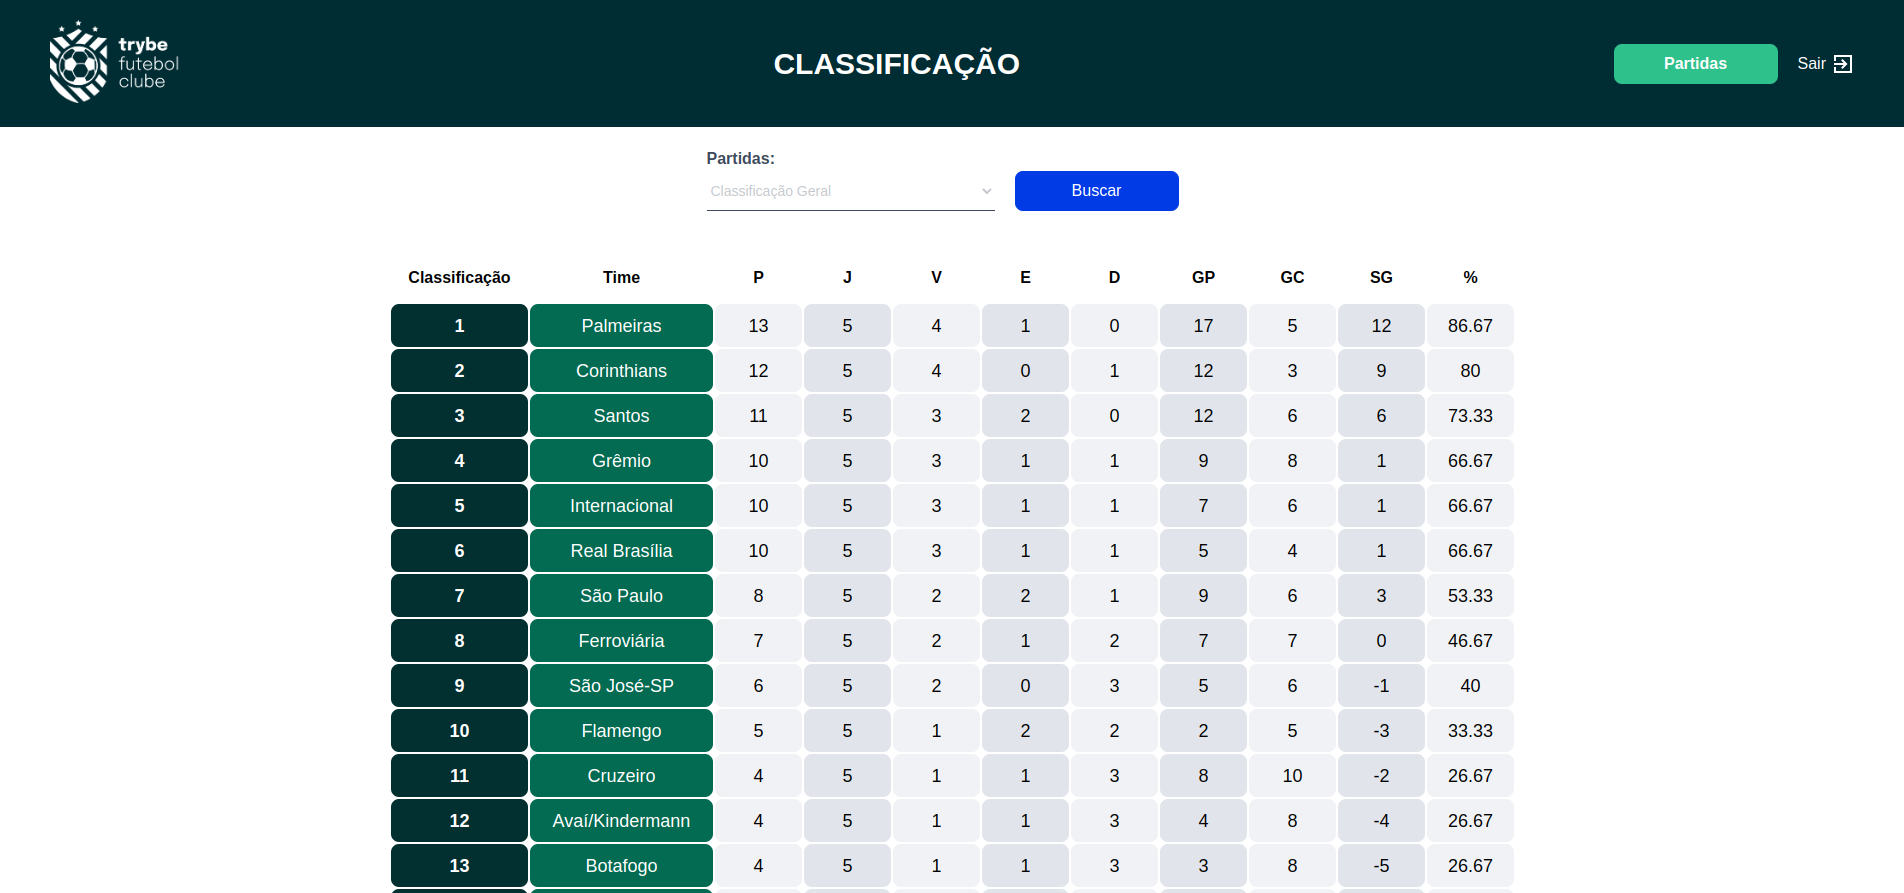 trybe
futebol
clube
CLASSIFICAÇÃO
Partidas
Sair
Partidas:
Classificação Geral
Buscar
Classificação Time P J V E D GP GC SG %
1 Palmeiras 13 5 4 1 0 17 5 12 86.67
2 Corinthians 12 5 4 0 1 12 3 9 80
3 Santos 11 5 3 2 0 12 6 6 73.33
4 Grêmio 10 5 3 1 1 9 8 1 66.67
5 Internacional 10 5 3 1 1 7 6 1 66.67
6 Real Brasília 10 5 3 1 1 5 4 1 66.67
7 São Paulo 8 5 2 2 1 9 6 3 53.33
8 Ferroviária 7 5 2 1 2 7 7 0 46.67
9 São José-SP 6 5 2 0 3 5 6 -1 40
10 Flamengo 5 5 1 2 2 2 5 -3 33.33
11 Cruzeiro 4 5 1 1 3 8 10 -2 26.67
12 Avaí/Kindermann 4 5 1 1 3 4 8 -4 26.67
13 Botafogo 4 5 1 1 3 3 8 -5 26.67